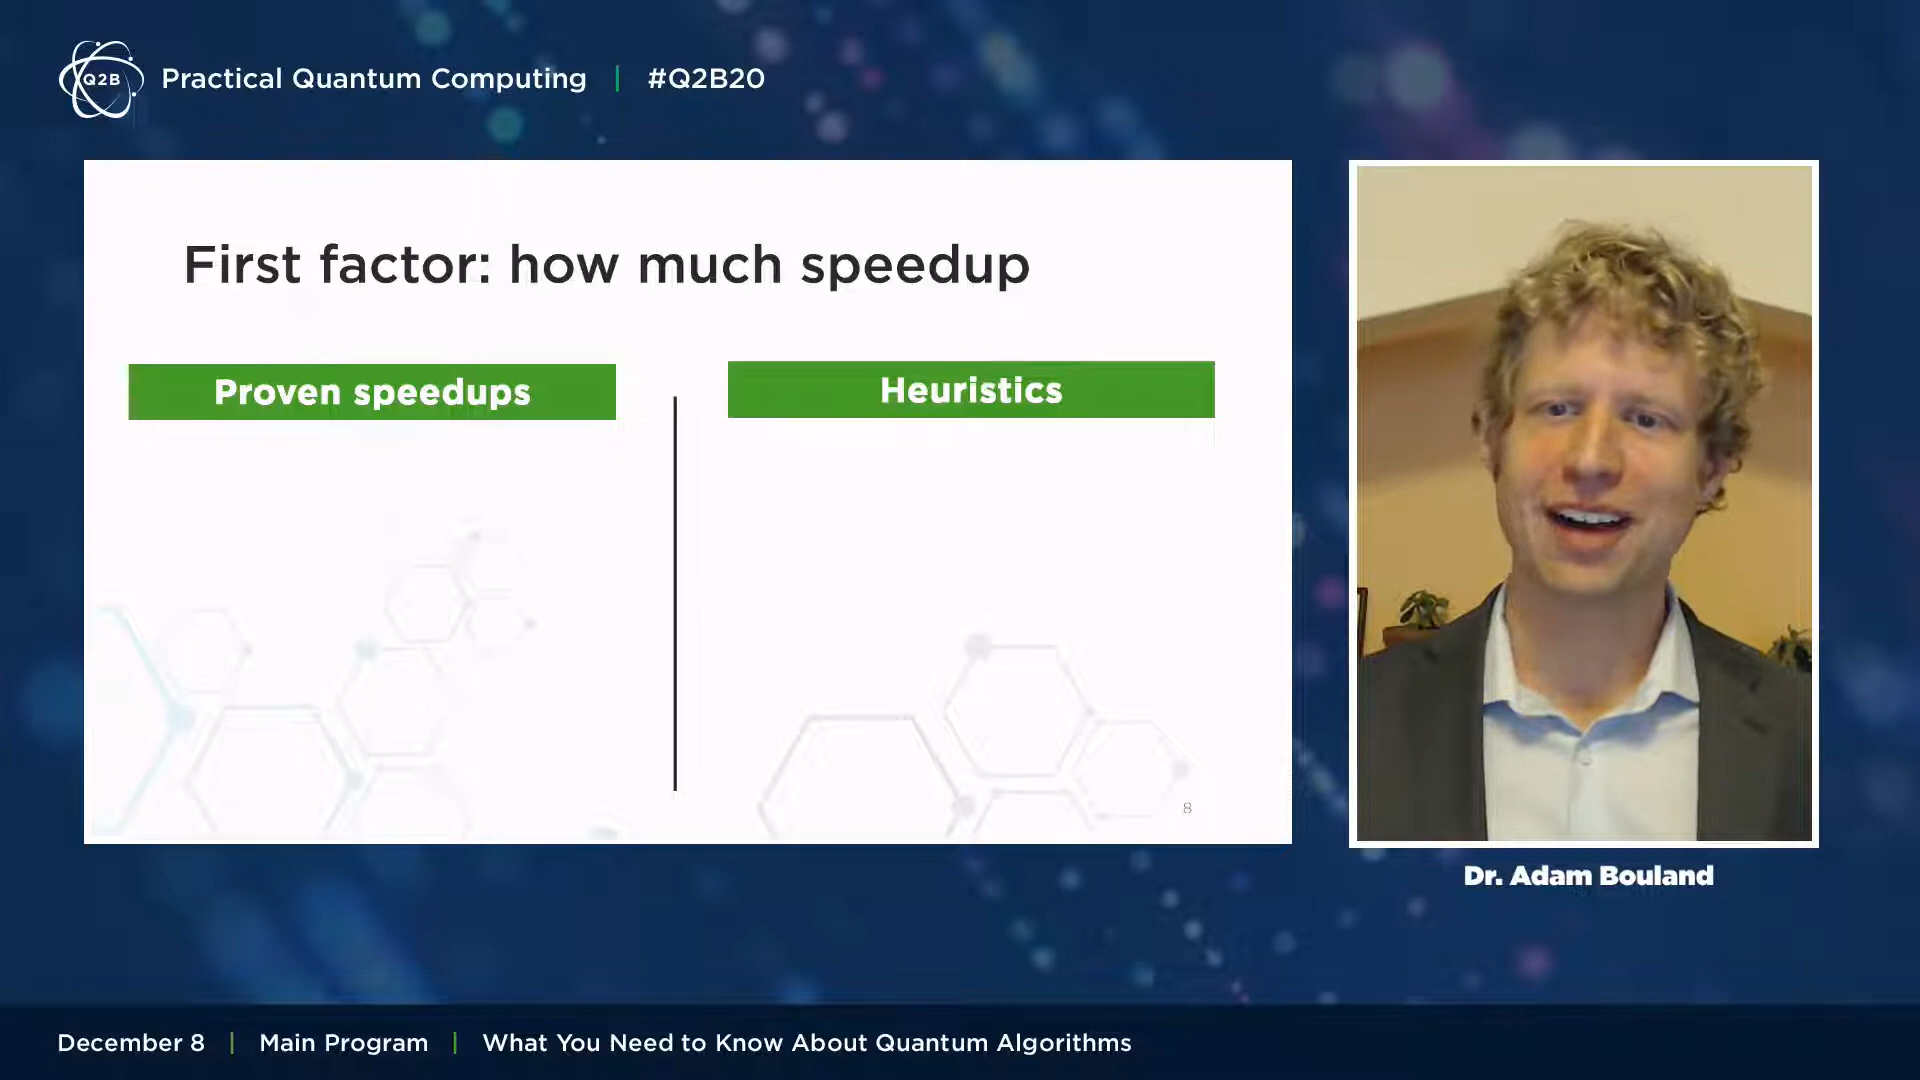 Q2B
Practical Quantum Computing | #Q2B20
First factor: how much speedup
Proven speedups
Heuristics
8
Dr. Adam Bouland
December 8 | Main Program | What You Need to Know About Quantum Algorithms